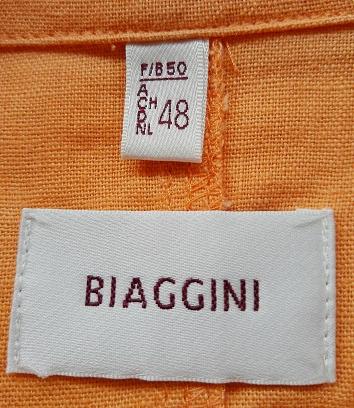 F/B 50
A
CH
D
NL
48
BIAGGINI